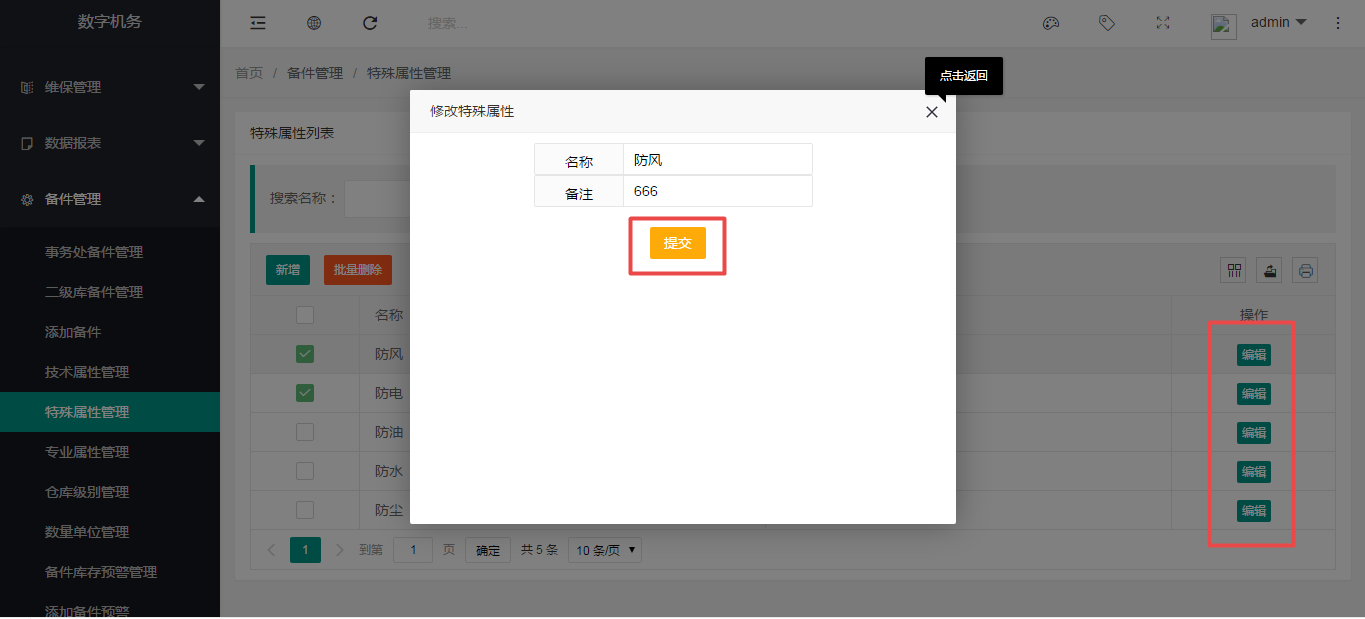 数字机务
搜索...
admin
维保管理
数据报表
备件管理
事务处备件管理
二级库备件管理
添加备件
技术属性管理
特殊属性管理
专业属性管理
仓库级别管理
数量单位管理
备件库存预警管理
添加备件预警
首页 / 备件管理 / 特殊属性管理
点击返回
特殊属性列表
搜索名称：
新增 批量删除
名称 操作
防风 编辑
防电 编辑
防油 编辑
防水 编辑
防尘 编辑
1 到第 1 页 确定 共 5 条 10 条/页
修改特殊属性
名称 防风
备注 666
提交